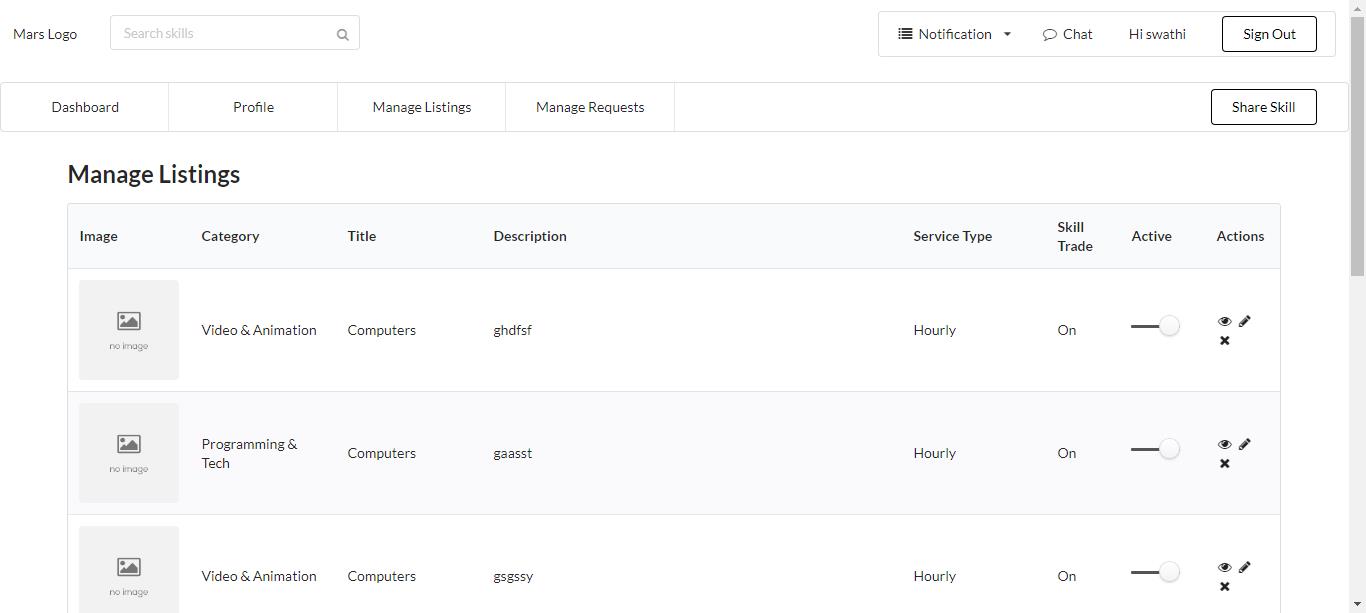 Mars Logo
Search skills
Notification
Chat
Hi swathi
Sign Out
Dashboard
Profile
Manage Listings
Manage Requests
Share Skill
Manage Listings
Image
Category
Title
Description
Service Type
Skill
Trade
Active
Actions
no image
Video & Animation
Computers
ghdfsf
Hourly
On
no image
Programming &
Tech
Computers
gaasst
Hourly
On
no image
Video & Animation
Computers
gsgssy
Hourly
On